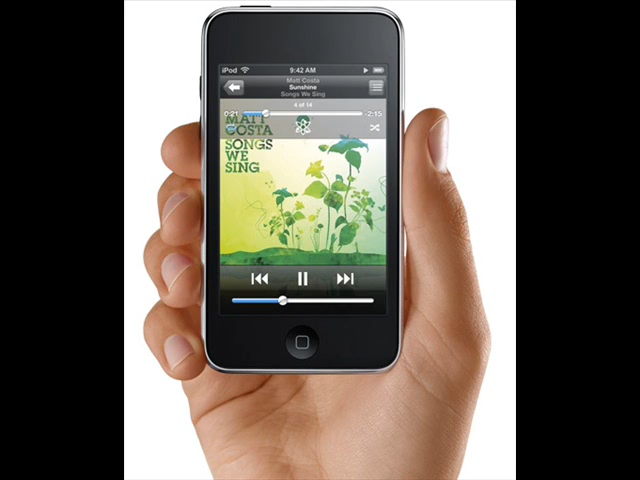 iPod 9:42 AM
Matt Costa
Sunshine
Songs We Sing
4 of 14
0:21 -2:15
MATT
COSTA
SONGS
WE
SING